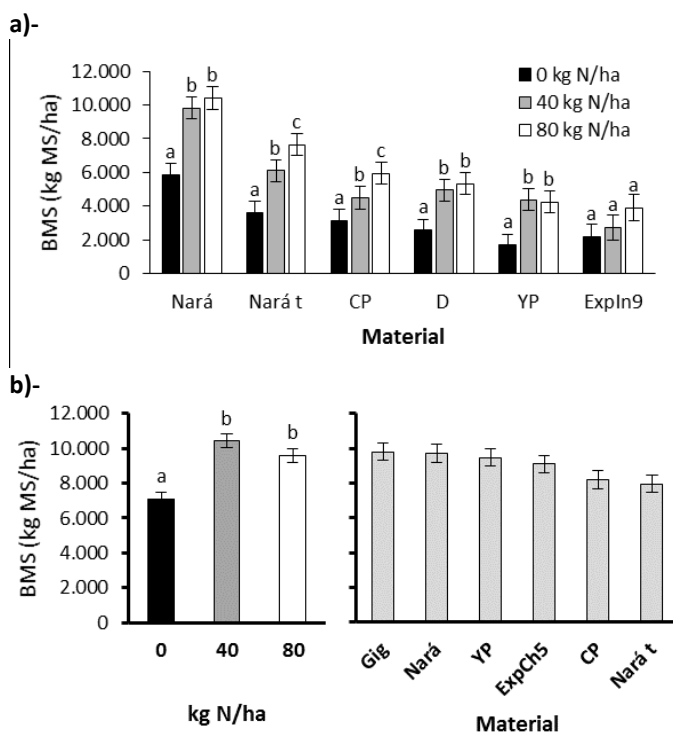 a)-
12.000
10.000
8.000
6.000
4.000
2.000
0
BMS (kg MS/ha)
0 kg N/ha
40 kg N/ha
80 kg N/ha
a b b
a b c
a b c
a b b
a b b
a a a
Nará Nará t CP D YP ExpIn9
Material
b)-
12.000
10.000
8.000
6.000
4.000
2.000
0
BMS (kg MS/ha)
a b b
0 40 80
kg N/ha
Gig Nará YP ExpCh5 CP Nará t
Material